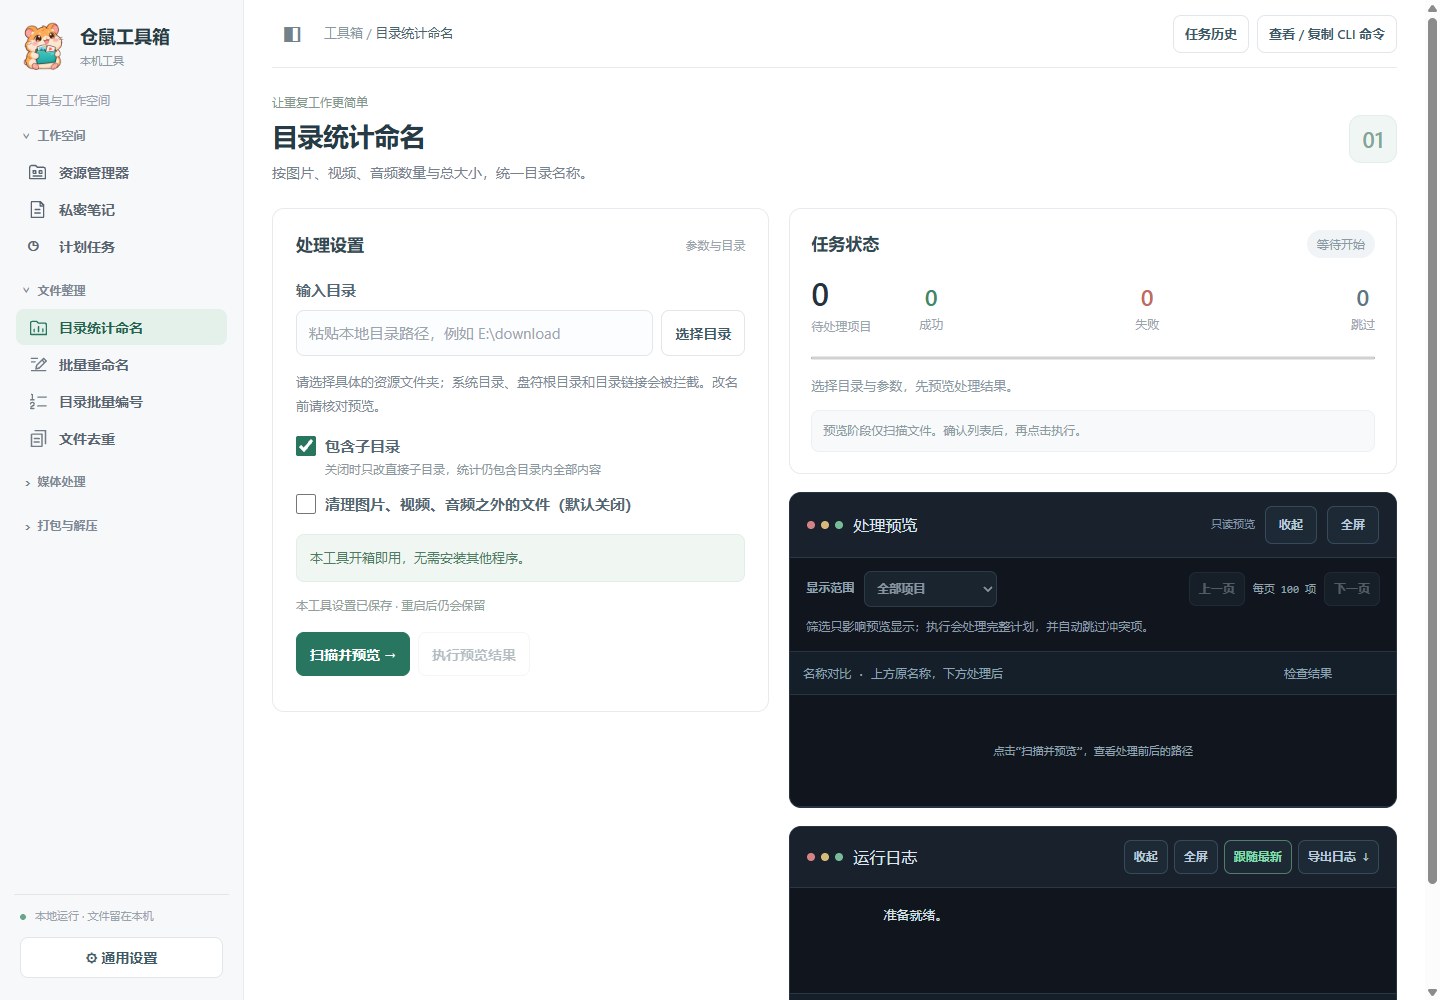 仓鼠工具箱
本机工具
工具与工作空间
工作空间
资源管理器
私密笔记
计划任务
文件整理
目录统计命名
批量重命名
目录批量编号
文件去重
媒体处理
打包与解压
本地运行 · 文件留在本机
⚙ 通用设置
工具箱 / 目录统计命名
任务历史
查看 / 复制 CLI 命令
让重复工作更简单
目录统计命名
按图片、视频、音频数量与总大小，统一目录名称。
01
处理设置
参数与目录
输入目录
粘贴本地目录路径，例如 E:\download
选择目录
请选择具体的资源文件夹；系统目录、盘符根目录和目录链接会被拦截。改名
前请核对预览。
包含子目录
关闭时只改直接子目录，统计仍包含目录内全部内容
清理图片、视频、音频之外的文件（默认关闭）
本工具开箱即用，无需安装其他程序。
本工具设置已保存 · 重启后仍会保留
扫描并预览 →
执行预览结果
任务状态
等待开始
0
待处理项目
0
成功
0
失败
0
跳过
选择目录与参数，先预览处理结果。
预览阶段仅扫描文件。确认列表后，再点击执行。
处理预览
只读预览
收起
全屏
显示范围
全部项目
上一页
每页 100 项
下一页
筛选只影响预览显示；执行会处理完整计划，并自动跳过冲突项。
名称对比 · 上方原名称，下方处理后
检查结果
点击“扫描并预览”，查看处理前后的路径
运行日志
收起
全屏
跟随最新
导出日志 ↓
准备就绪。